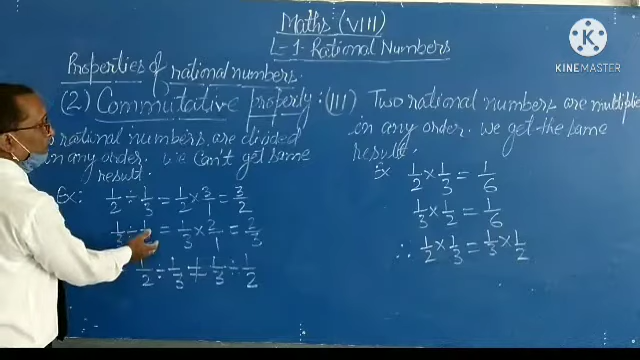 Maths: (VIII)
L-1-Rational Numbers
Properties of rational numbers.
(2) Commutative property:
rational numbers are divided
in any order. we can't get same
result.
Ex: 1/2 ÷ 1/3 = 1/2 × 3/1 = 3/2
1/3 ÷ 1/2 = 1/3 × 2/1 = 2/3
1/2 ÷ 1/3 ≠ 1/3 ÷ 1/2
(III) Two rational numbers are multiplie
in any order. we get the same
result.
Ex 1/2 × 1/3 = 1/6
1/3 × 1/2 = 1/6
∴ 1/2 × 1/3 = 1/3 × 1/2
KINEMASTER